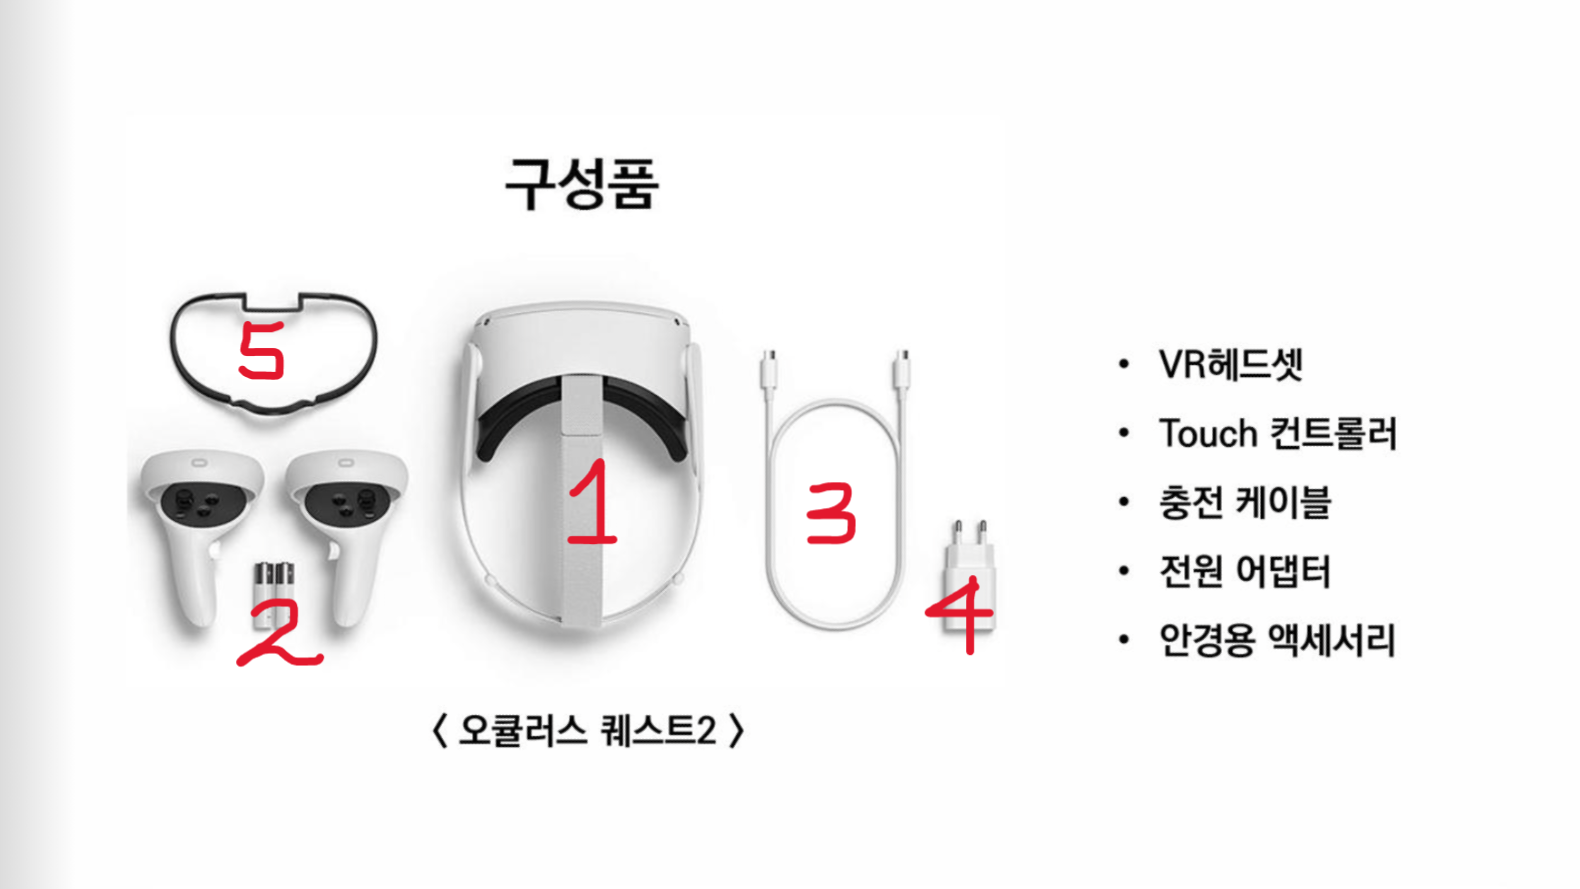 구성품
5
1
3
2
4
〈 오큘러스 퀘스트2 〉
• VR헤드셋
• Touch 컨트롤러
• 충전 케이블
• 전원 어댑터
• 안경용 액세서리